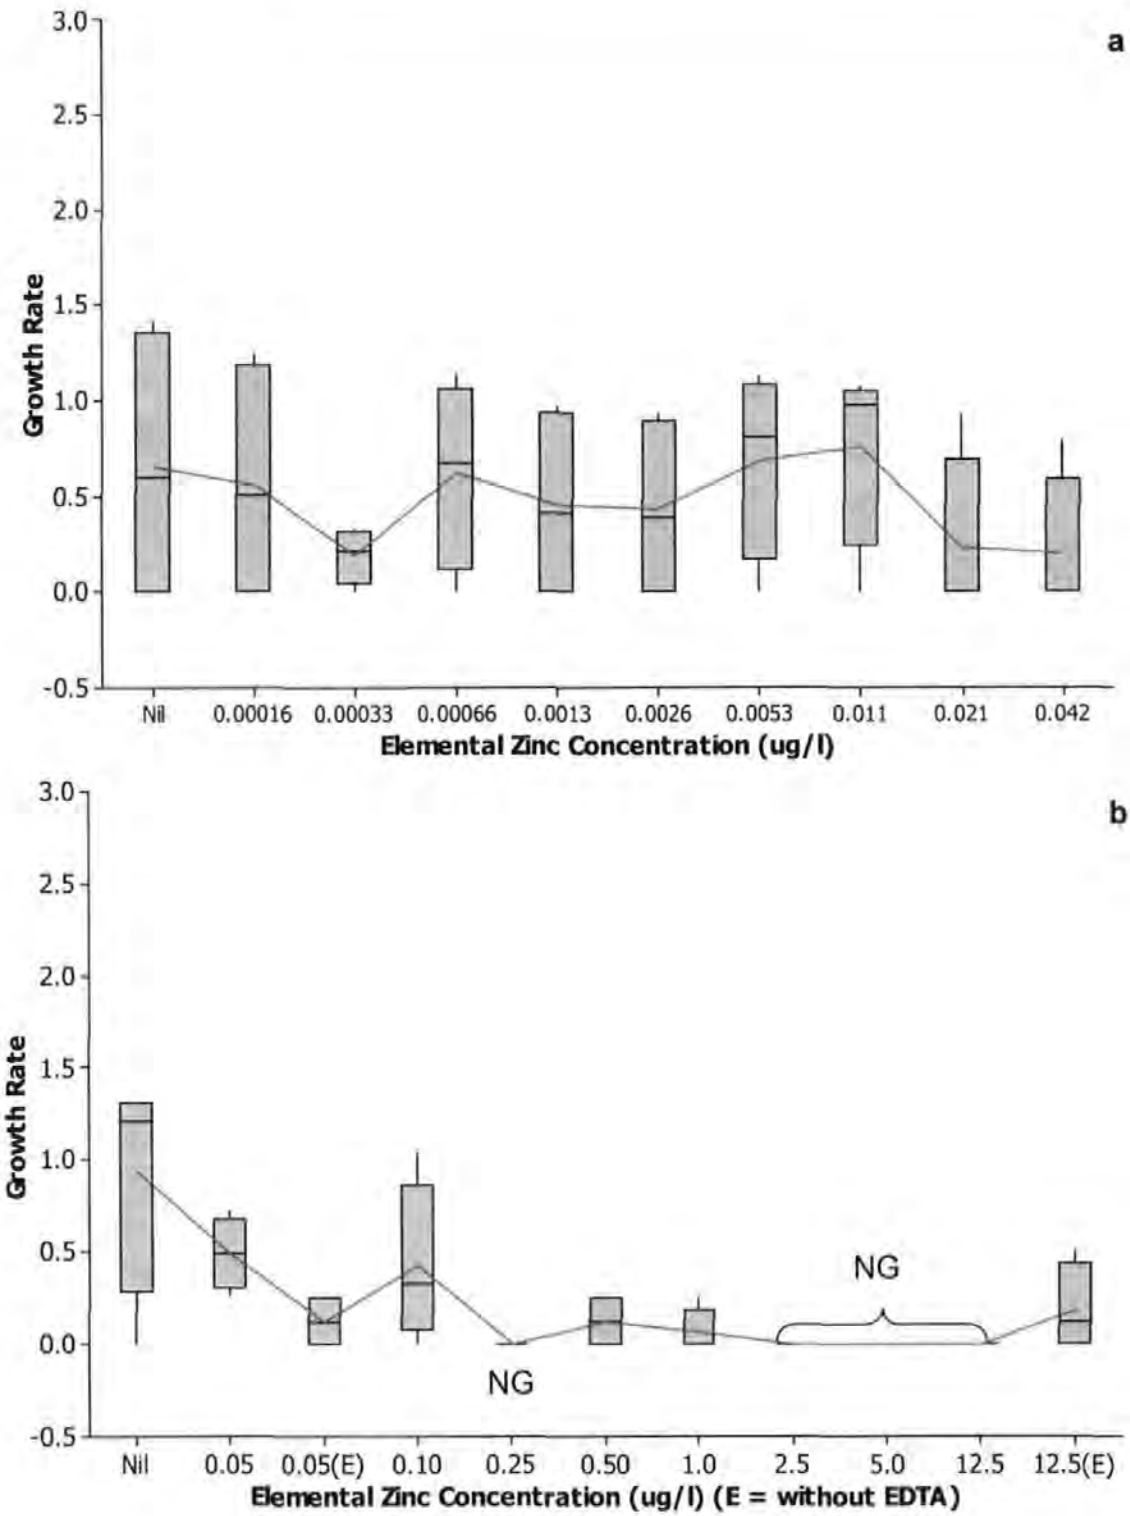 a
3.0
2.5
2.0
1.5
1.0
0.5
0.0
-0.5
Growth Rate
Nil 0.00016 0.00033 0.00066 0.0013 0.0026 0.0053 0.011 0.021 0.042
Elemental Zinc Concentration (ug/l)
b
3.0
2.5
2.0
1.5
1.0
0.5
0.0
-0.5
Growth Rate
NG
NG
Nil 0.05 0.05(E) 0.10 0.25 0.50 1.0 2.5 5.0 12.5 12.5(E)
Elemental Zinc Concentration (ug/l) (E = without EDTA)